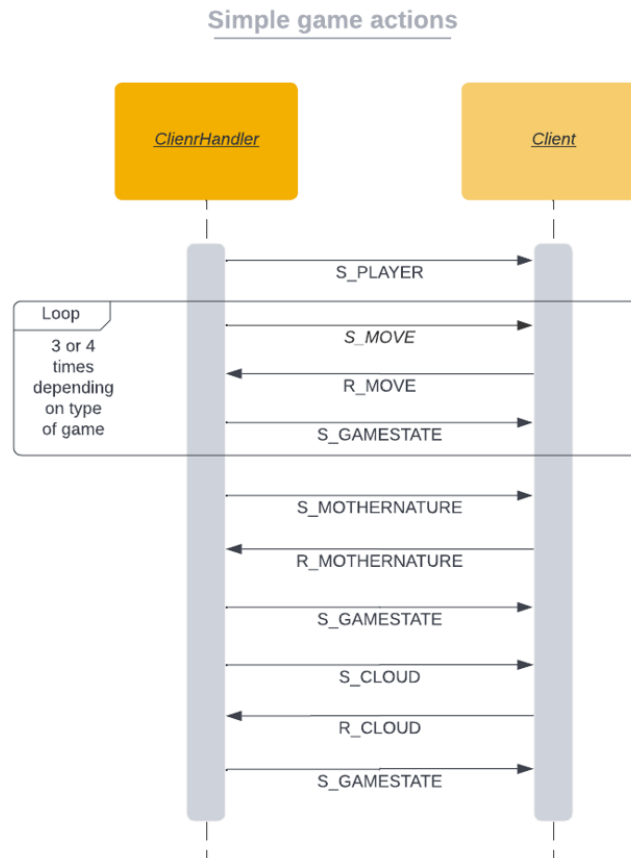 Simple game actions
ClienrHandler
Client
S_PLAYER
Loop
3 or 4
times
depending
on type
of game
S_MOVE
R_MOVE
S_GAMESTATE
S_MOTHERNATURE
R_MOTHERNATURE
S_GAMESTATE
S_CLOUD
R_CLOUD
S_GAMESTATE